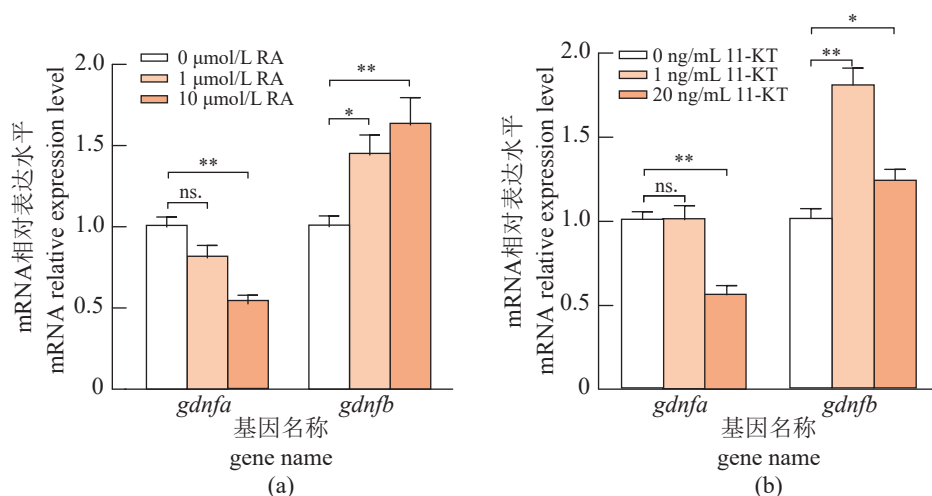 mRNA相对表达水平
mRNA relative expression level
2.0
1.5
1.0
0.5
0
0 μmol/L RA
1 μmol/L RA
10 μmol/L RA
**
*
**
ns.
gdnfa
gdnfb
基因名称
gene name
(a)
mRNA相对表达水平
mRNA relative expression level
2.0
1.5
1.0
0.5
0
0 ng/mL 11-KT
1 ng/mL 11-KT
20 ng/mL 11-KT
*
**
**
ns.
gdnfa
gdnfb
基因名称
gene name
(b)